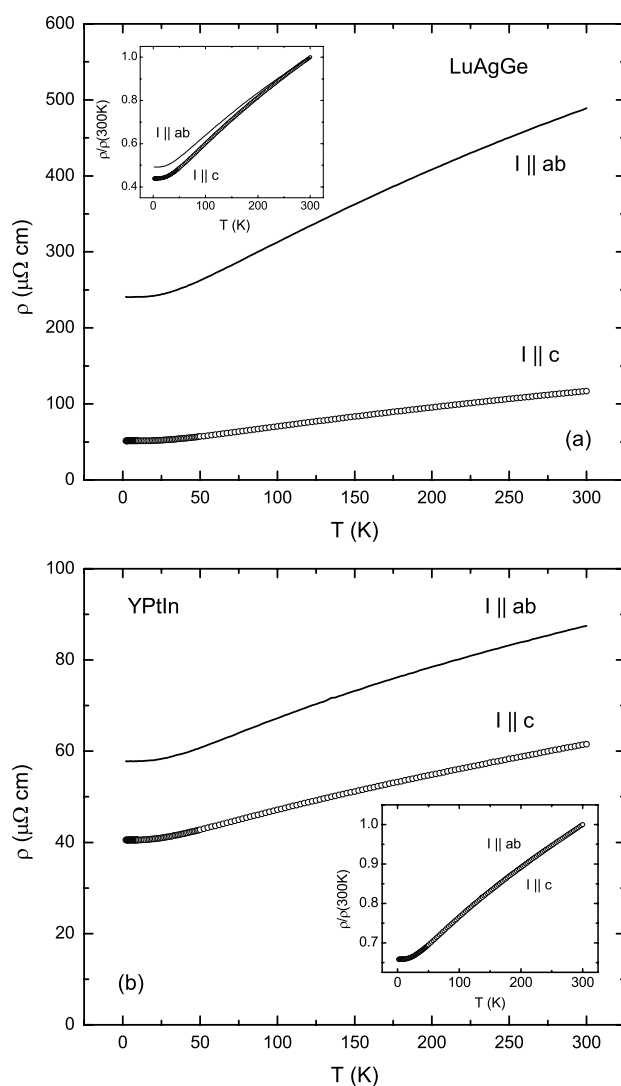 600
500
400
300
200
100
0
ρ (μΩ cm)
LuAgGe
I || ab
I || c
(a)
0 50 100 150 200 250 300
T (K)
1.0
0.8
0.6
0.4
ρ/ρ(300K)
I || ab
I || c
0 100 200 300
T (K)
100
80
60
40
20
0
ρ (μΩ cm)
YPtIn
I || ab
I || c
(b)
0 50 100 150 200 250 300
T (K)
1.0
0.9
0.8
0.7
ρ/ρ(300K)
I || ab
I || c
0 100 200 300
T (K)